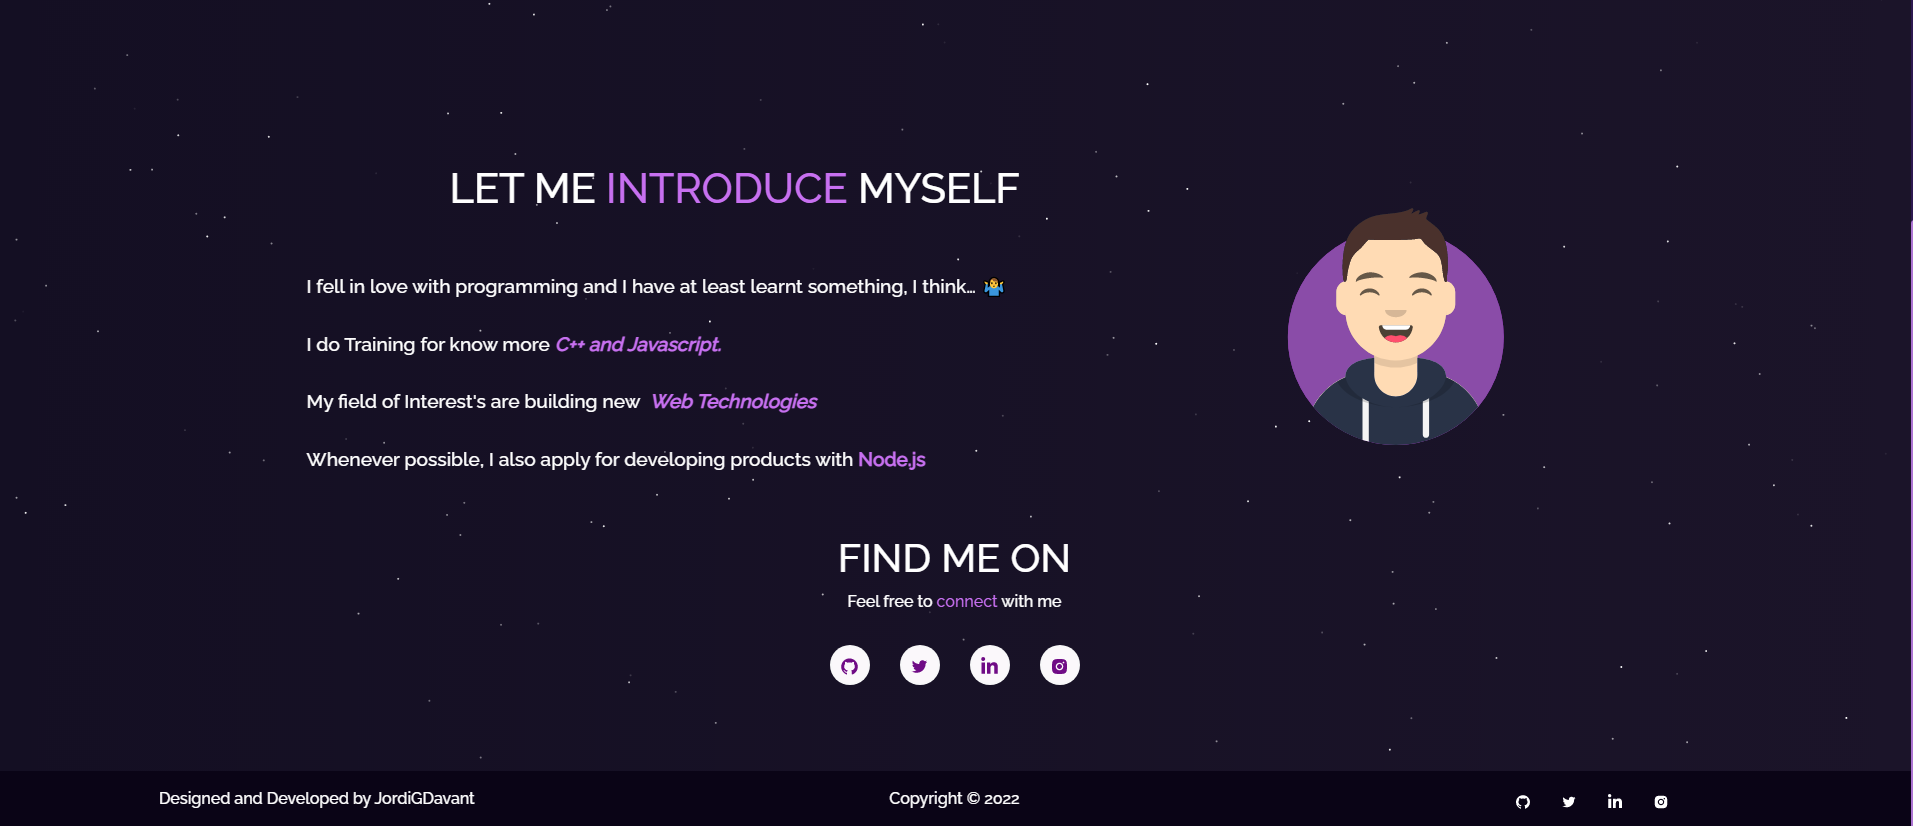 LET ME INTRODUCE MYSELF
I fell in love with programming and I have at least learnt something, I think… 🤷‍♂️
I do Training for know more C++ and Javascript.
My field of Interest's are building new Web Technologies
Whenever possible, I also apply for developing products with Node.js
FIND ME ON
Feel free to connect with me
in
Designed and Developed by JordiGDavant
Copyright © 2022
in